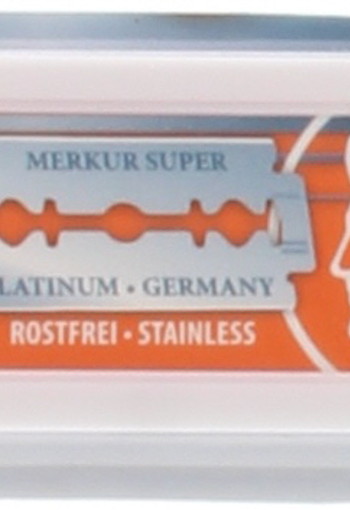 MERKUR SUPER
LATINUM • GERMANY
ROSTFREI • STAINLESS